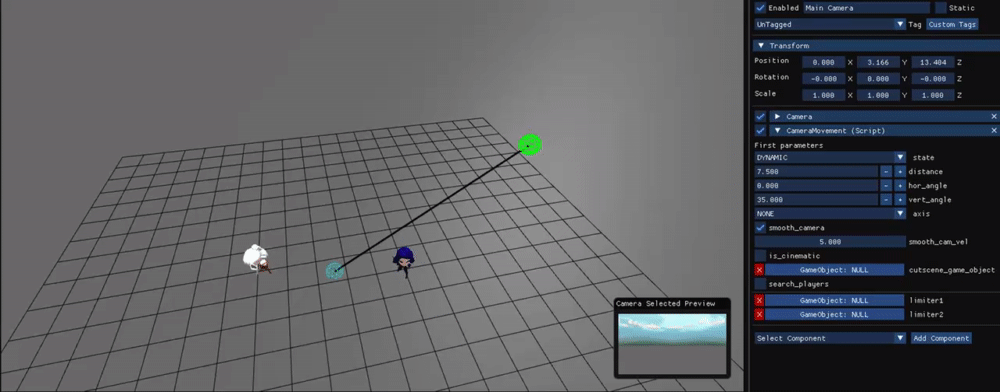 Enabled Main Camera Static
UnTagged Tag Custom Tags
Transform
Position 0.000 X 3.166 Y 13.404 Z
Rotation -0.000 X 0.000 Y -0.000 Z
Scale 1.000 X 1.000 Y 1.000 Z
Camera X
CameraMovement (Script) X
First parameters
DYNAMIC state
7.500 - + distance
0.000 - + hor_angle
35.000 - + vert_angle
NONE axis
smooth_camera
5.000 smooth_cam_vel
is_cinematic
X GameObject: NULL cutscene_game_object
search_players
X GameObject: NULL limiter1
X GameObject: NULL limiter2
Select Component Add Component
Camera Selected Preview